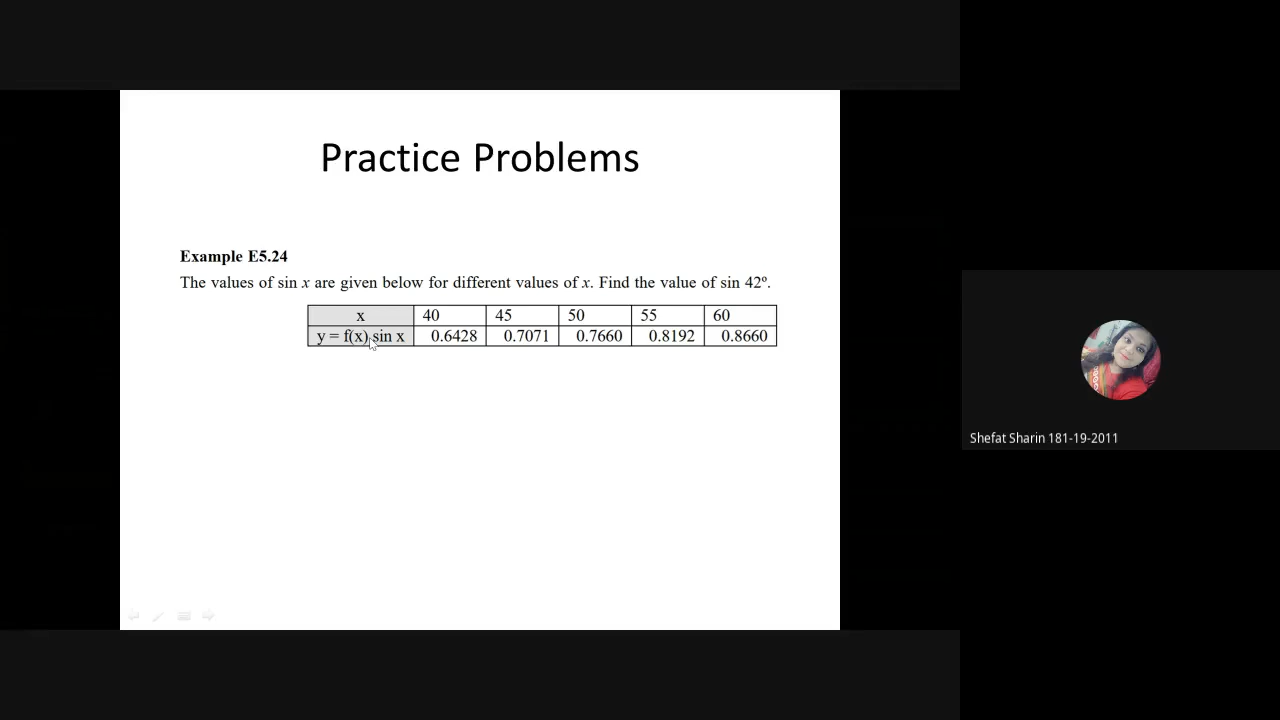 Practice Problems
Example E5.24
The values of sin x are given below for different values of x. Find the value of sin 42º.
x 40 45 50 55 60
y = f(x) sin x 0.6428 0.7071 0.7660 0.8192 0.8660
Shefat Sharin 181-19-2011